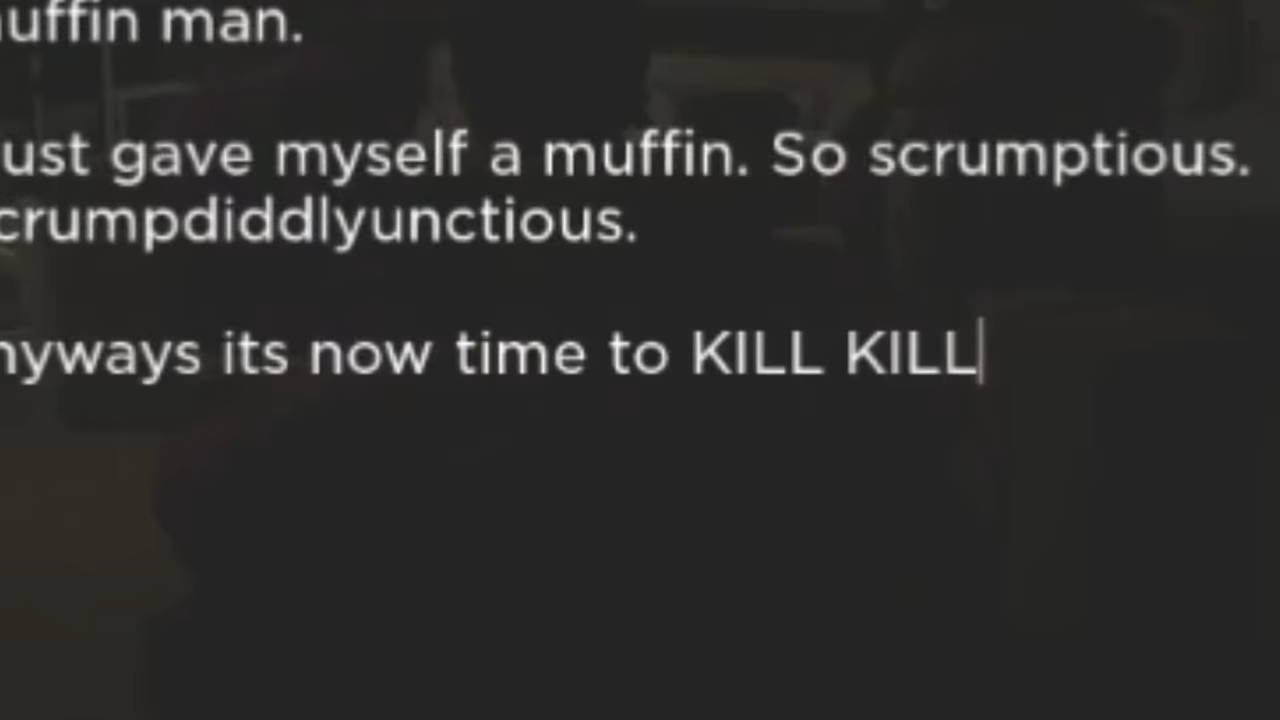 uffin man.
ust gave myself a muffin. So scrumptious.
crumpdiddlyunctious.
nyways its now time to KILL KILL